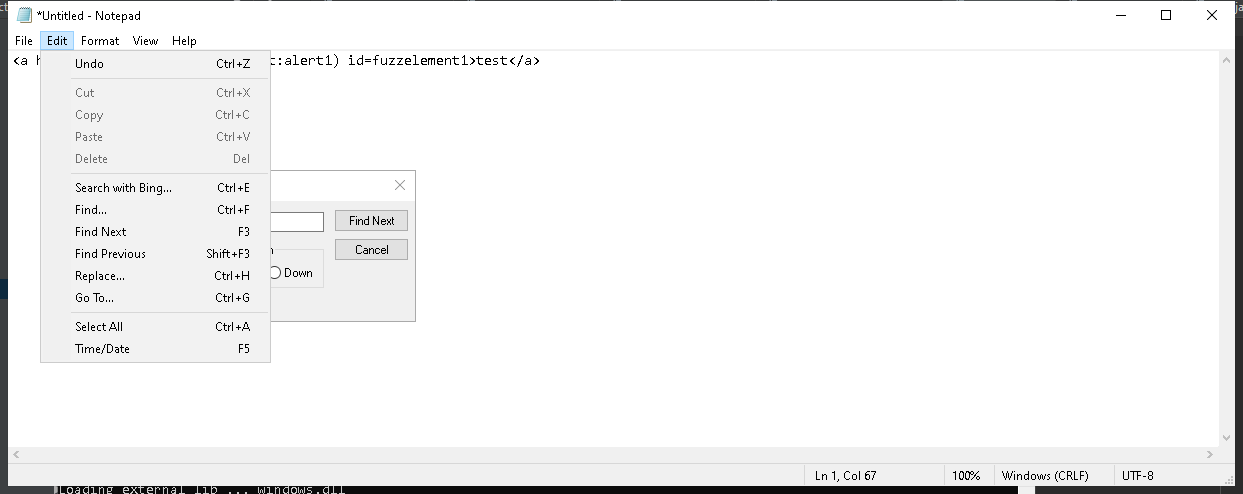 *Untitled - Notepad
File Edit Format View Help
<a h t:alert1) id=fuzzelement1>test</a>
Undo Ctrl+Z
Cut Ctrl+X
Copy Ctrl+C
Paste Ctrl+V
Delete Del
Search with Bing... Ctrl+E
Find... Ctrl+F
Find Next F3
Find Previous Shift+F3
Replace... Ctrl+H
Go To... Ctrl+G
Select All Ctrl+A
Time/Date F5
Find Next
Cancel
Down
Ln 1, Col 67 100% Windows (CRLF) UTF-8
Loading external lib ... windows.dll